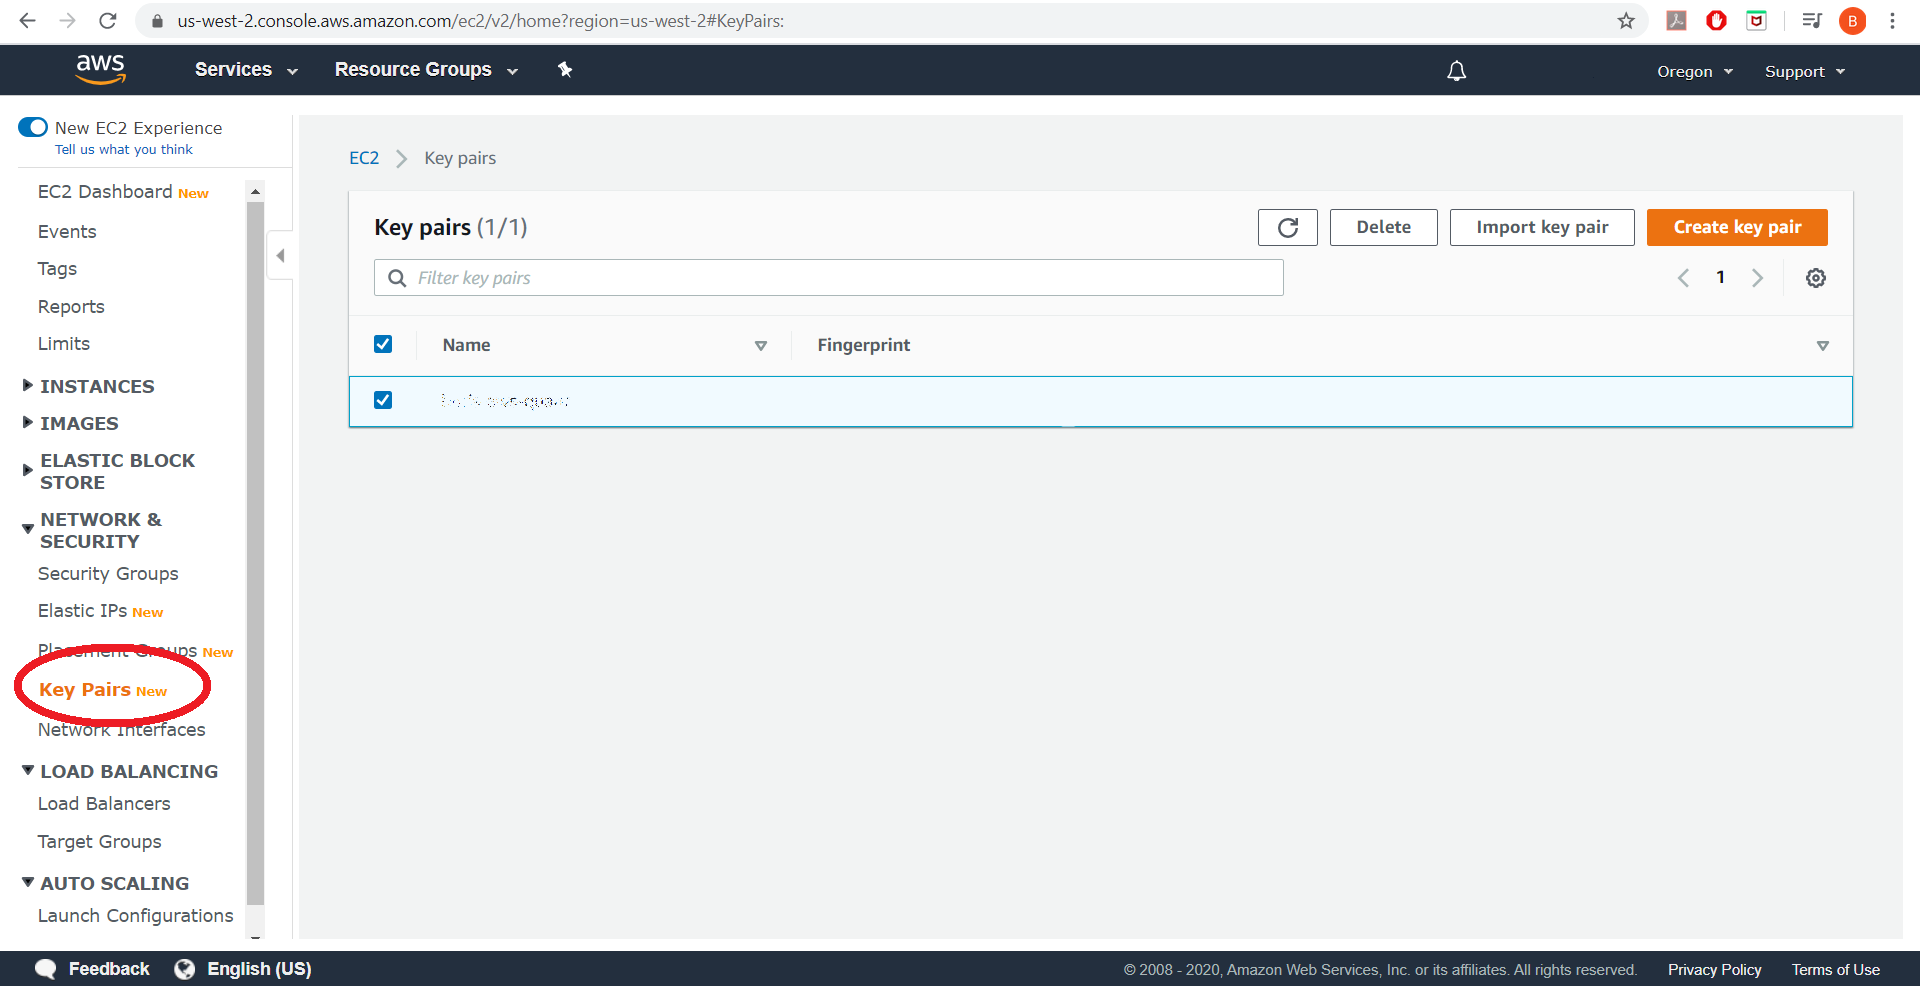 us-west-2.console.aws.amazon.com/ec2/v2/home?region=us-west-2#KeyPairs:
B
aws Services Resource Groups Oregon Support
New EC2 Experience
Tell us what you think
EC2 Dashboard New
Events
Tags
Reports
Limits
INSTANCES
IMAGES
ELASTIC BLOCK
STORE
NETWORK &
SECURITY
Security Groups
Elastic IPs New
Placement Groups New
Key Pairs New
Network Interfaces
LOAD BALANCING
Load Balancers
Target Groups
AUTO SCALING
Launch Configurations
EC2 Key pairs
Key pairs (1/1) Delete Import key pair Create key pair
Filter key pairs 1
Name Fingerprint
Feedback English (US) © 2008 - 2020, Amazon Web Services, Inc. or its affiliates. All rights reserved. Privacy Policy Terms of Use